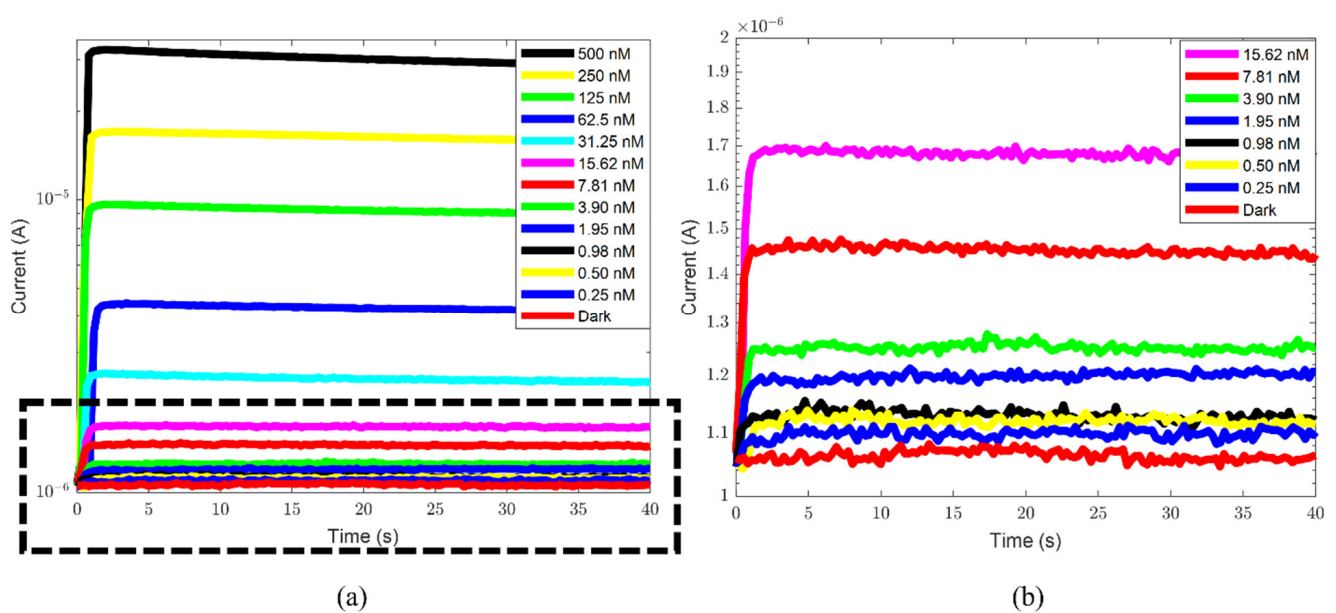 500 nM
250 nM
125 nM
62.5 nM
31.25 nM
15.62 nM
7.81 nM
3.90 nM
1.95 nM
0.98 nM
0.50 nM
0.25 nM
Dark
10⁻⁵
10⁻⁶
Current (A)
0 5 10 15 20 25 30 35 40
Time (s)
(a)
×10⁻⁶
2
1.9
1.8
1.7
1.6
1.5
1.4
1.3
1.2
1.1
1
Current (A)
15.62 nM
7.81 nM
3.90 nM
1.95 nM
0.98 nM
0.50 nM
0.25 nM
Dark
0 5 10 15 20 25 30 35 40
Time (s)
(b)